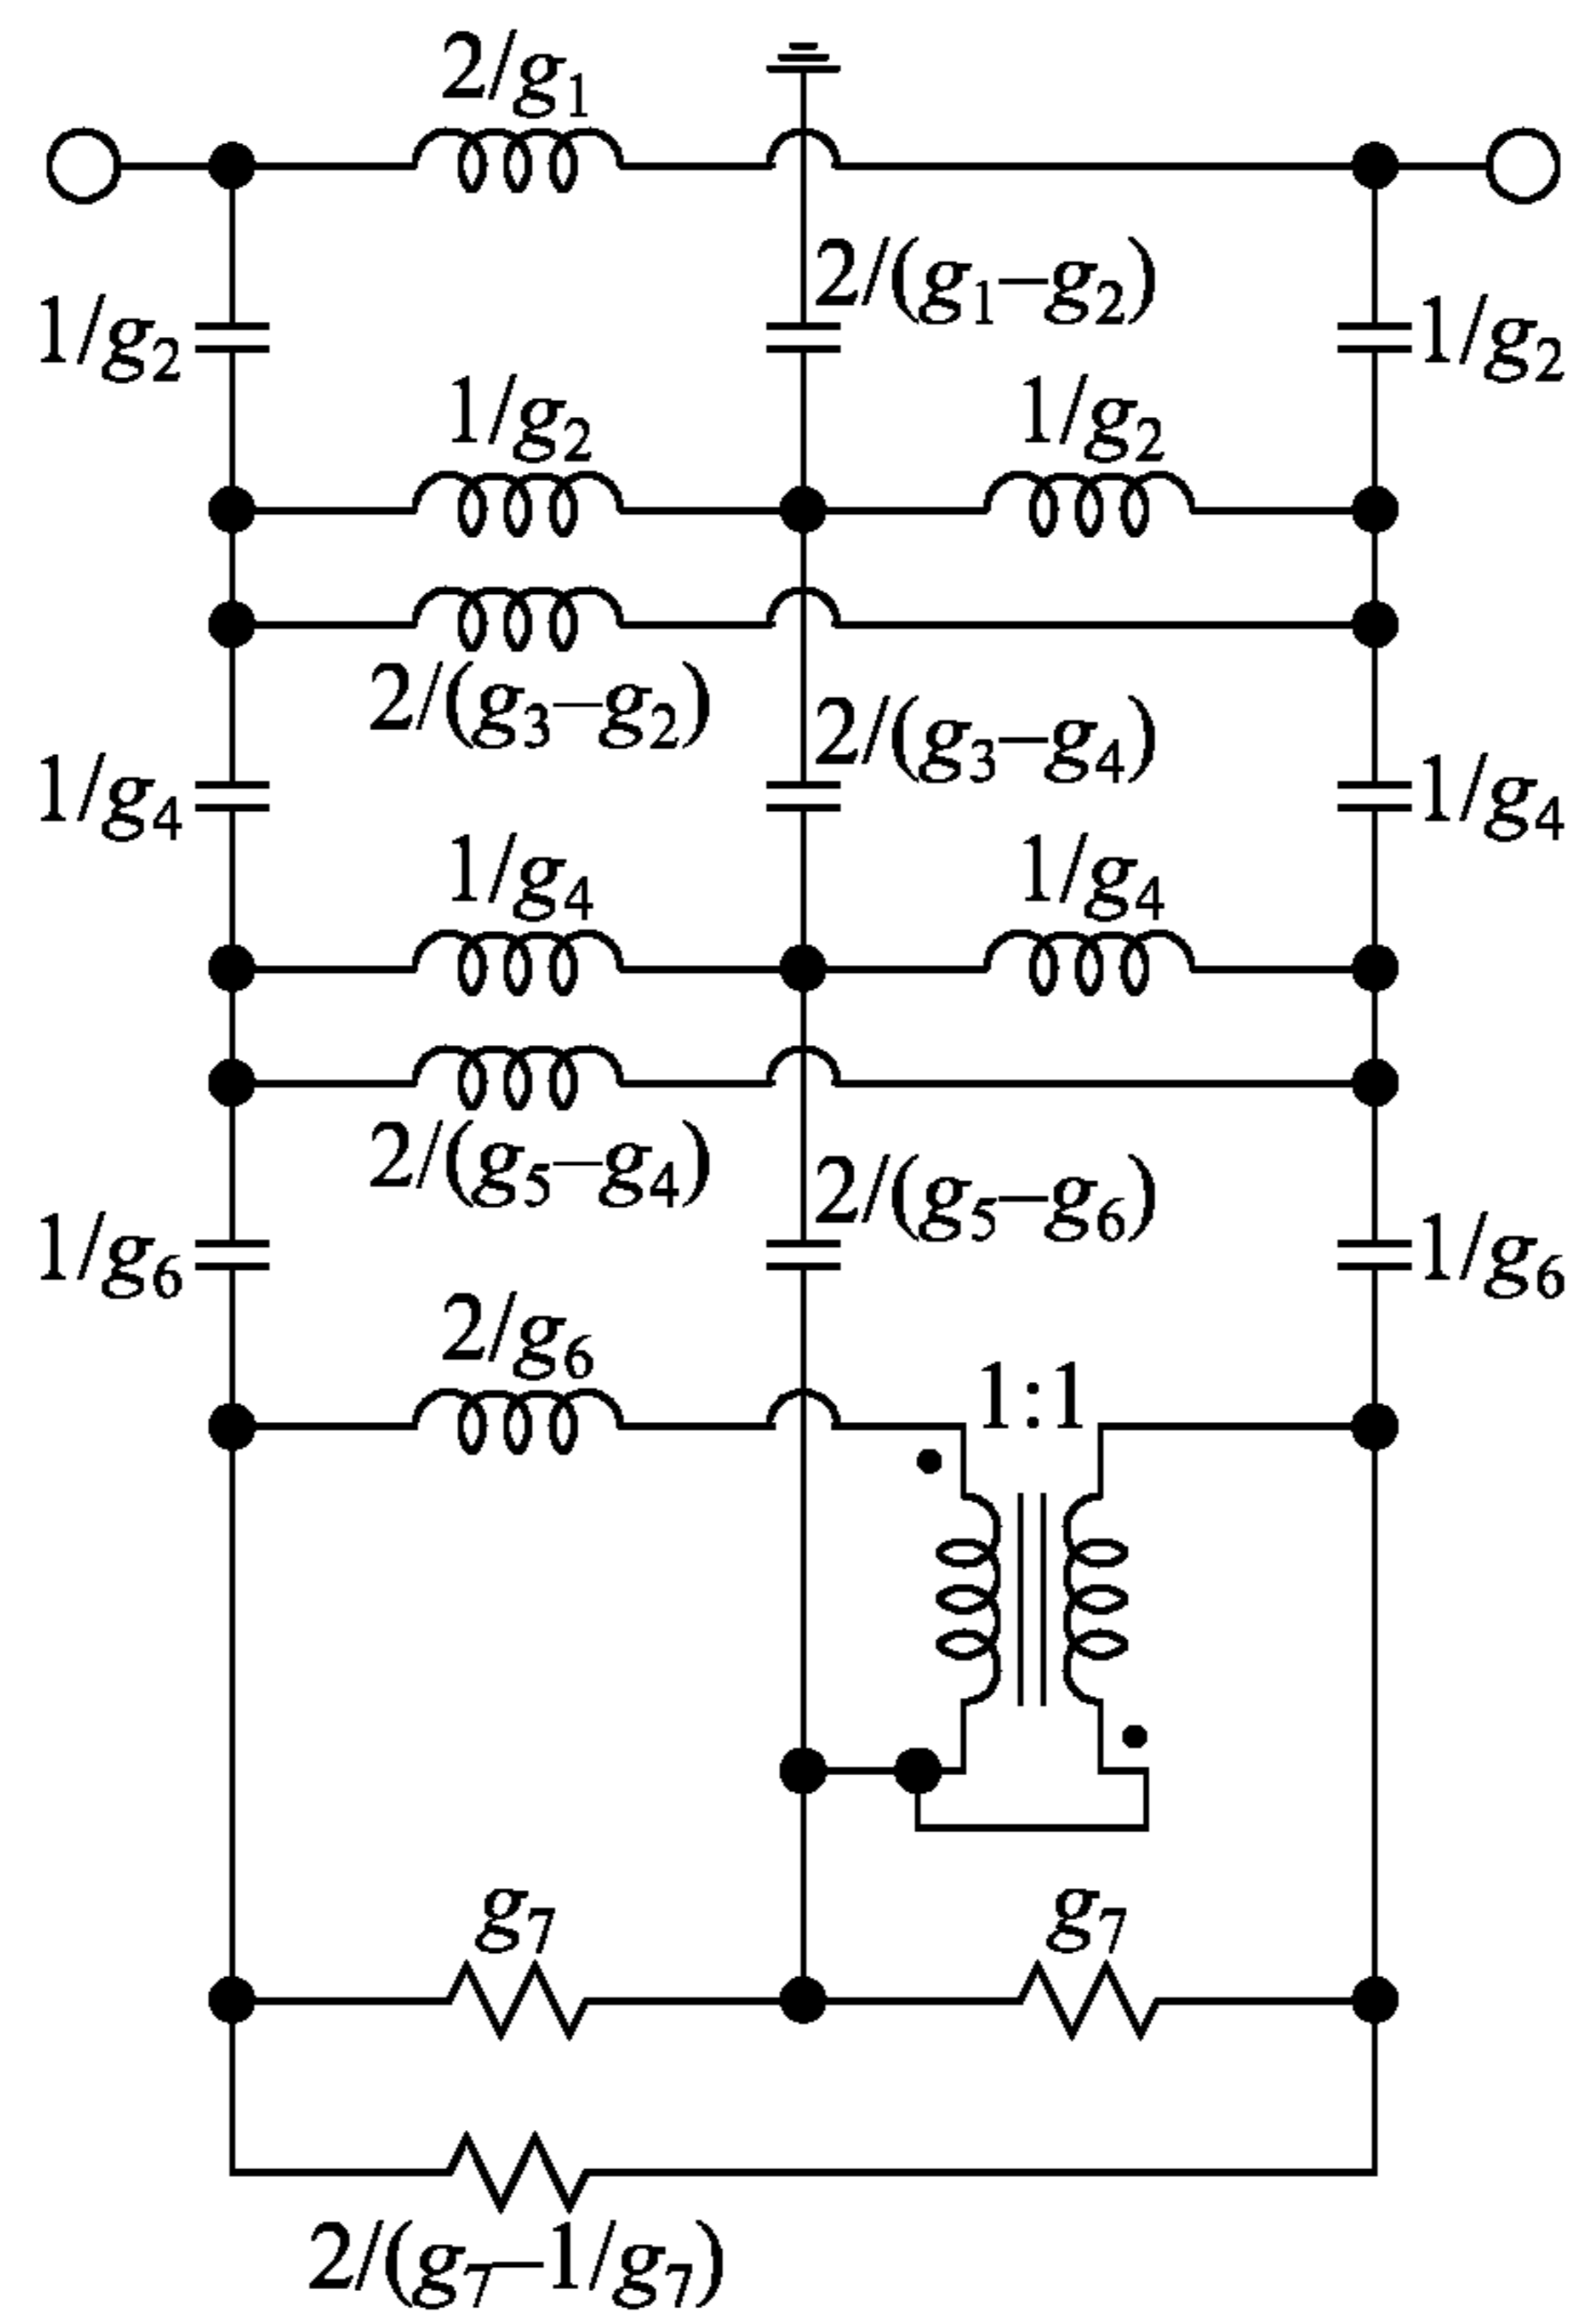 2/g₁
2/(g₁–g₂)
1/g₂
1/g₂
1/g₂
1/g₂
2/(g₃–g₂)
2/(g₃–g₄)
1/g₄
1/g₄
1/g₄
1/g₄
2/(g₅–g₄)
2/(g₅–g₆)
1/g₆
1/g₆
2/g₆
1:1
g₇
g₇
2/(g₇–1/g₇)